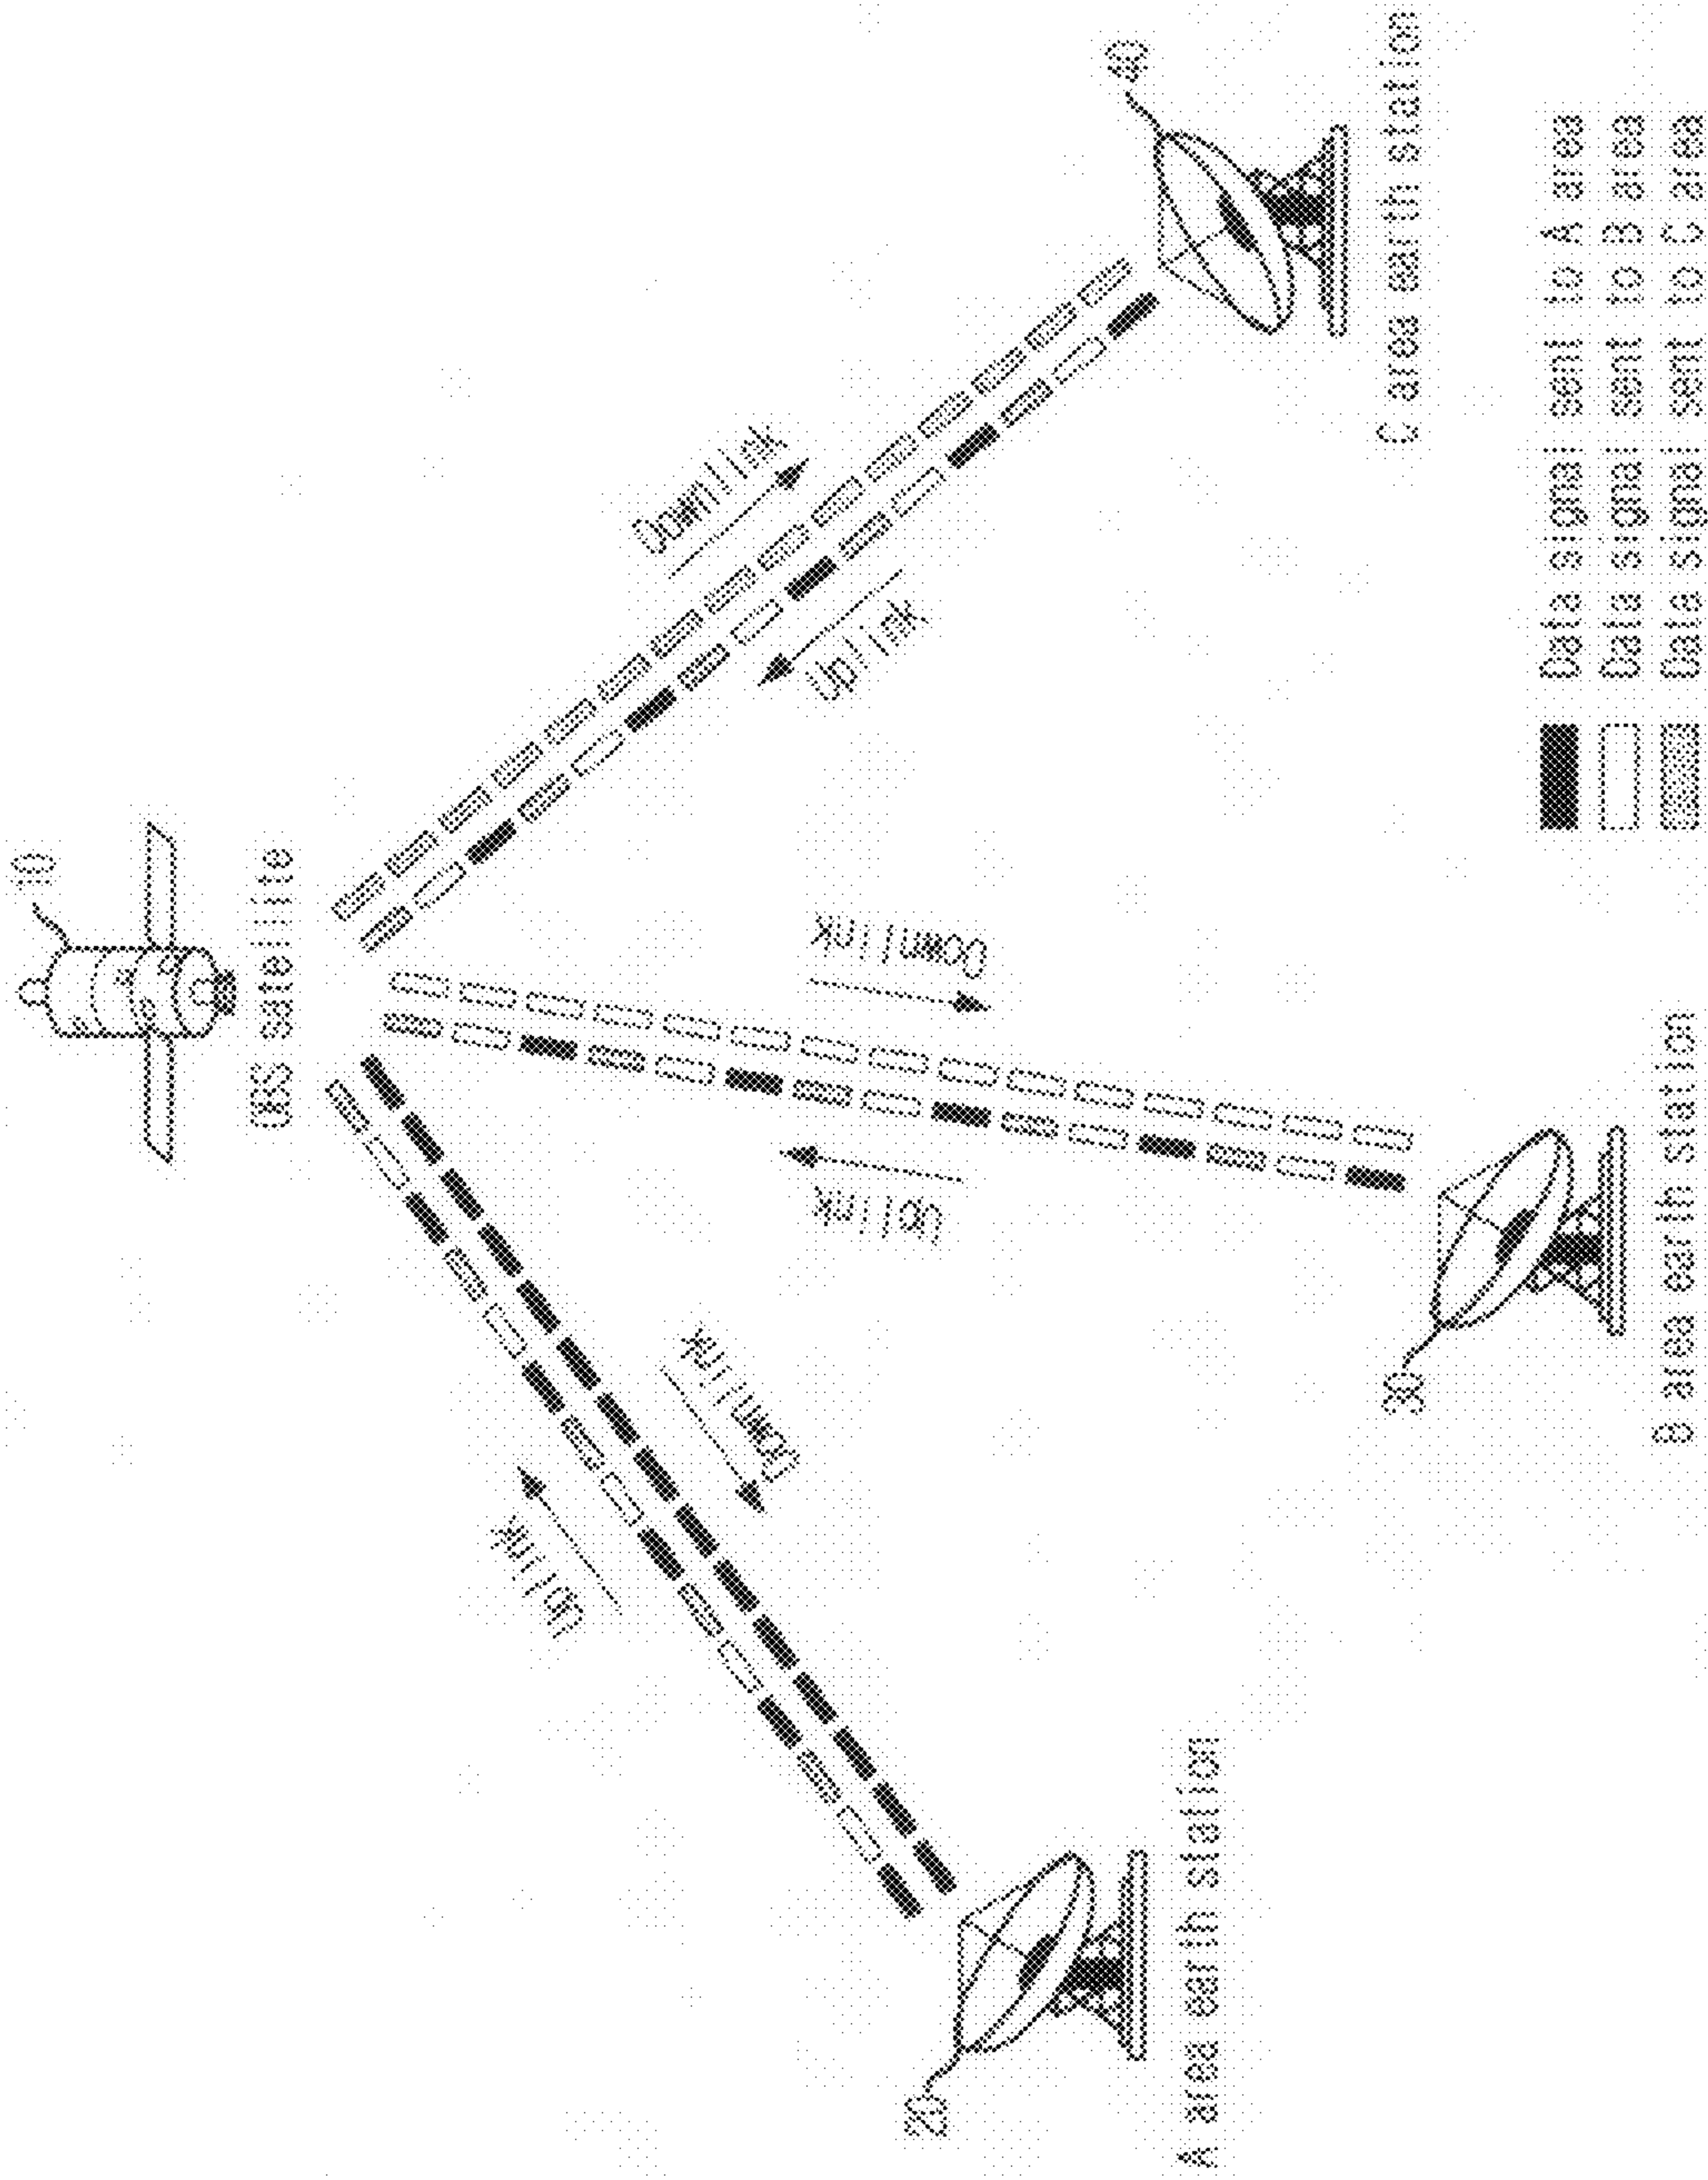 10
OBS satellite
Uplink
Downlink
Uplink
Downlink
Uplink
Downlink
20
A area earth station
30
B area earth station
40
C area earth station
Data signal sent to A area
Data signal sent to B area
Data signal sent to C area